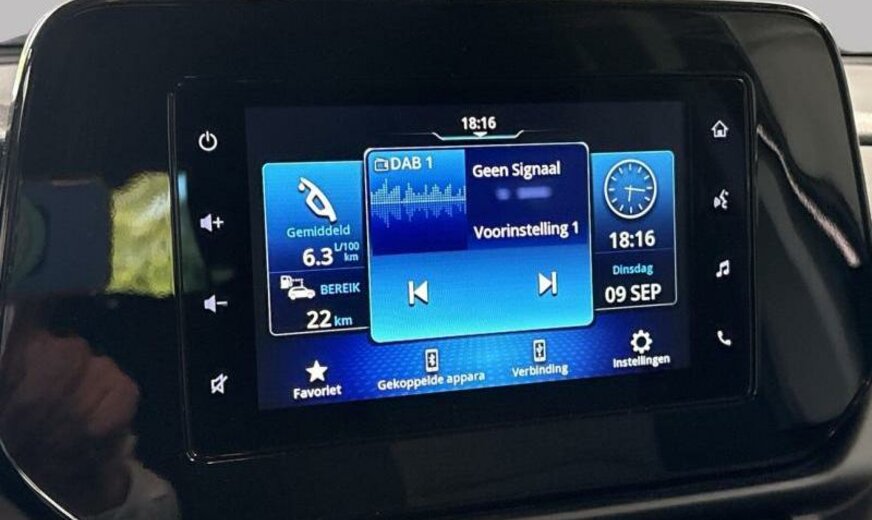 18:16
DAB 1
Geen Signaal
Voorinstelling 1
Gemiddeld
6.3 L/100 km
BEREIK
22 km
18:16
Dinsdag
09 SEP
Favoriet
Gekoppelde appara
Verbinding
Instellingen